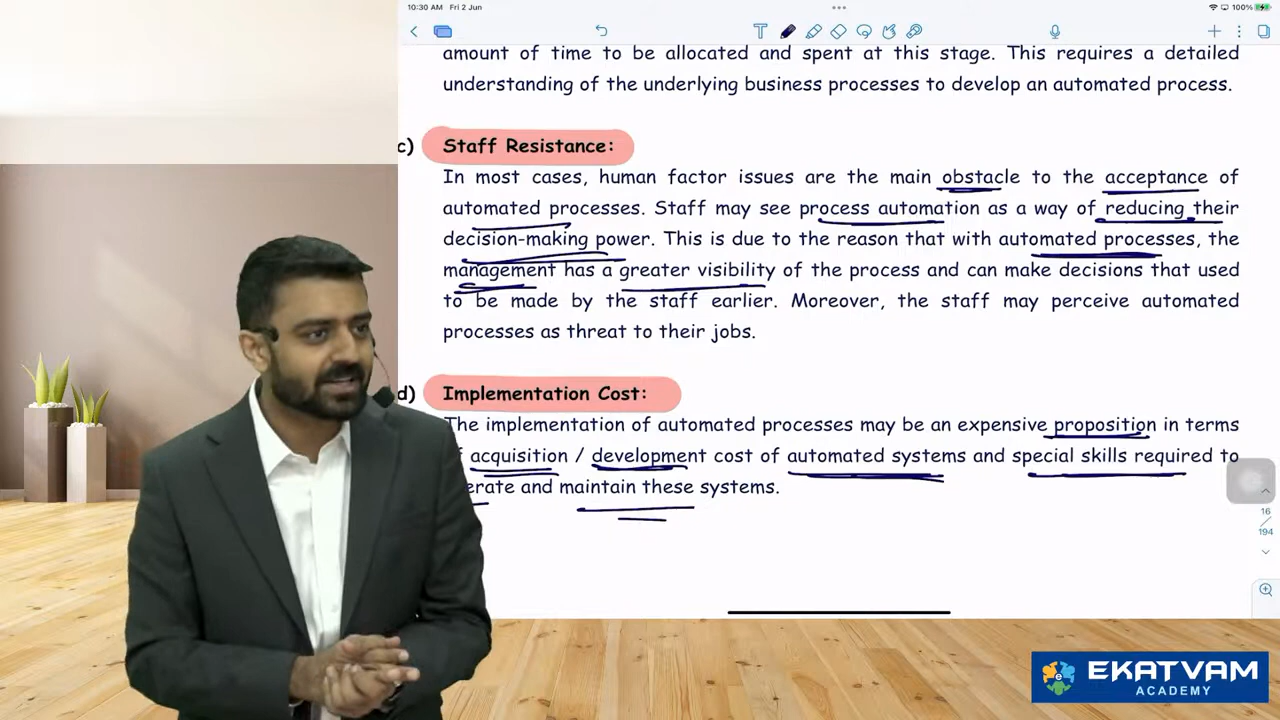 10:30 AM Fri 2 Jun
100%
amount of time to be allocated and spent at this stage. This requires a detailed
understanding of the underlying business processes to develop an automated process.
c) Staff Resistance:
In most cases, human factor issues are the main obstacle to the acceptance of
automated processes. Staff may see process automation as a way of reducing their
decision-making power. This is due to the reason that with automated processes, the
management has a greater visibility of the process and can make decisions that used
to be made by the staff earlier. Moreover, the staff may perceive automated
processes as threat to their jobs.
d) Implementation Cost:
The implementation of automated processes may be an expensive proposition in terms
acquisition / development cost of automated systems and special skills required to
erate and maintain these systems.
16
/
194
EKATVAM
ACADEMY